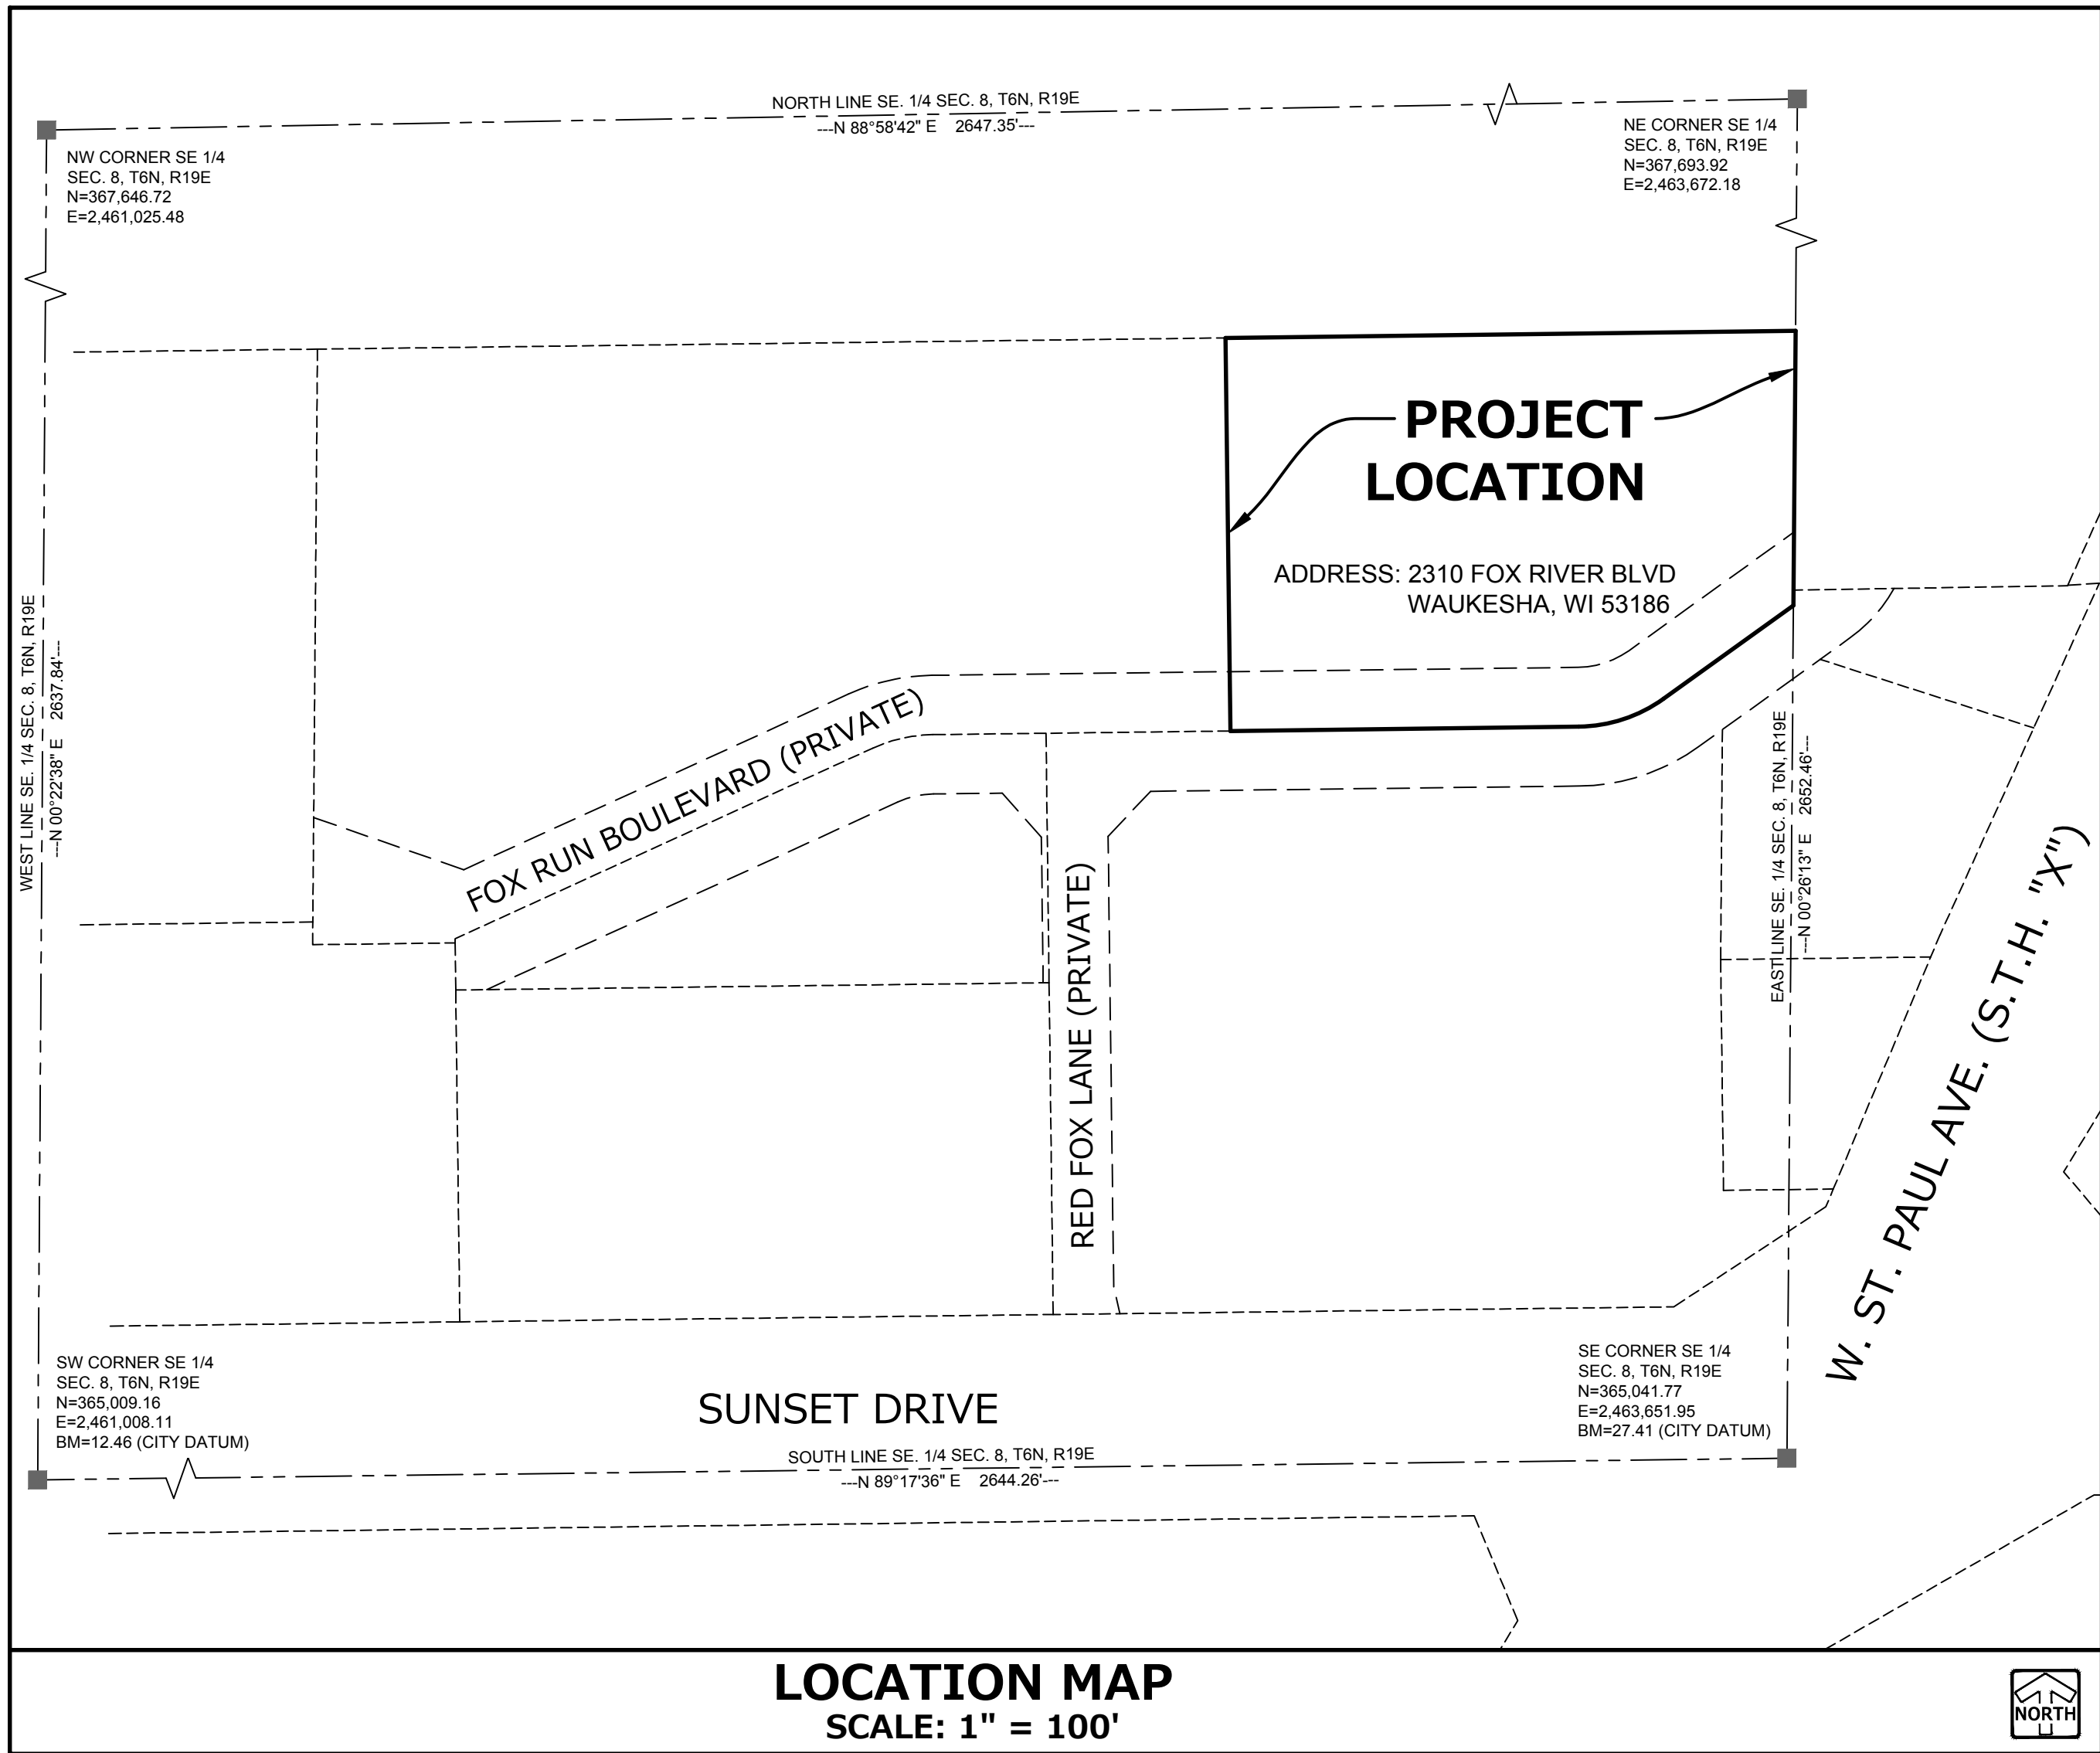 NORTH LINE SE. 1/4 SEC. 8, T6N, R19E
---N 88°58'42" E 2647.35'---
NW CORNER SE 1/4
SEC. 8, T6N, R19E
N=367,646.72
E=2,461,025.48
NE CORNER SE 1/4
SEC. 8, T6N, R19E
N=367,693.92
E=2,463,672.18
PROJECT
LOCATION
ADDRESS: 2310 FOX RIVER BLVD
WAUKESHA, WI 53186
WEST LINE SE. 1/4 SEC. 8, T6N, R19E
---N 00°22'38" E 2637.84'---
FOX RUN BOULEVARD (PRIVATE)
RED FOX LANE (PRIVATE)
EAST LINE SE. 1/4 SEC. 8, T6N, R19E
---N 00°26'13" E 2652.46'---
W. ST. PAUL AVE. (S.T.H. "X")
SW CORNER SE 1/4
SEC. 8, T6N, R19E
N=365,009.16
E=2,461,008.11
BM=12.46 (CITY DATUM)
SUNSET DRIVE
SE CORNER SE 1/4
SEC. 8, T6N, R19E
N=365,041.77
E=2,463,651.95
BM=27.41 (CITY DATUM)
SOUTH LINE SE. 1/4 SEC. 8, T6N, R19E
---N 89°17'36" E 2644.26'---
LOCATION MAP
SCALE: 1" = 100'
NORTH